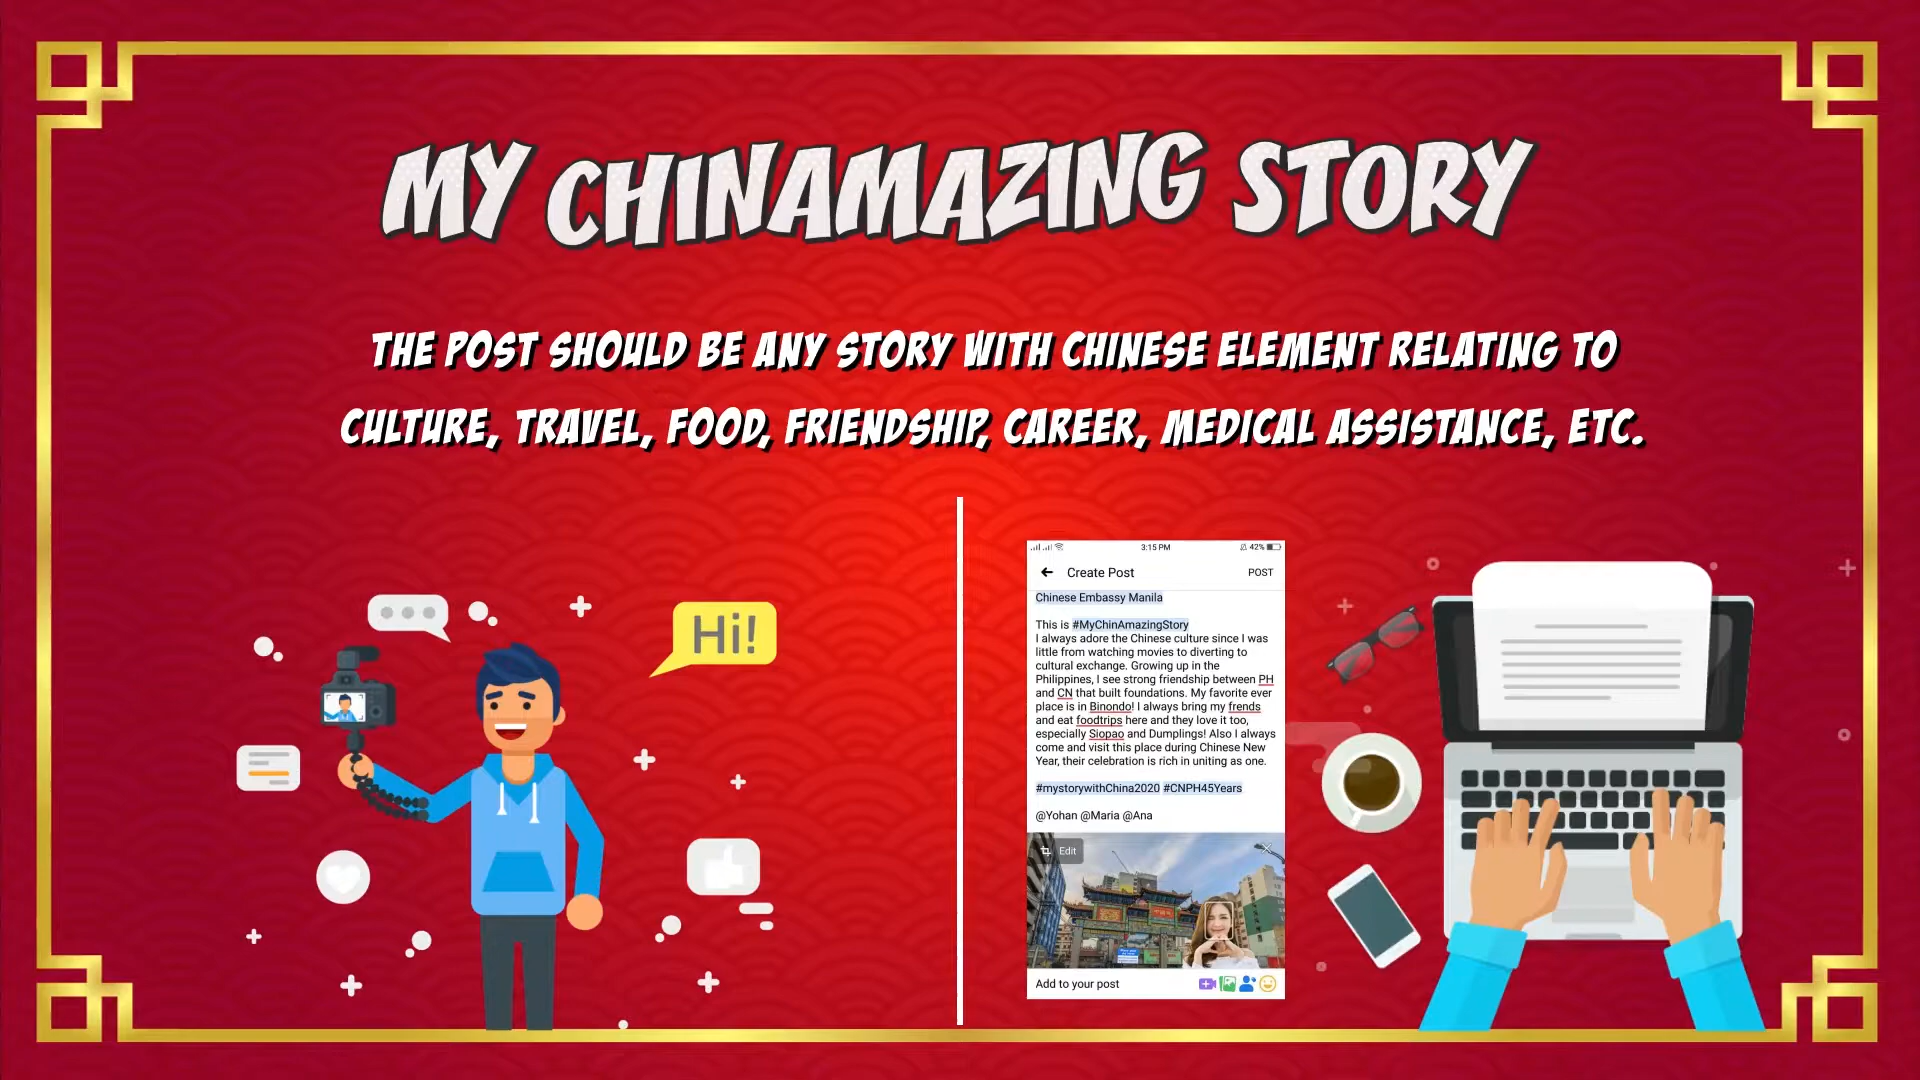 MY CHINAMAZING STORY
THE POST SHOULD BE ANY STORY WITH CHINESE ELEMENT RELATING TO
CULTURE, TRAVEL, FOOD, FRIENDSHIP, CAREER, MEDICAL ASSISTANCE, ETC.
Hi!
3:15 PM
42%
Create Post
POST
Chinese Embassy Manila
This is #MyChinAmazingStory
I always adore the Chinese culture since I was
little from watching movies to diverting to
cultural exchange. Growing up in the
Philippines, I see strong friendship between PH
and CN that built foundations. My favorite ever
place is in Binondo! I always bring my frends
and eat foodtrips here and they love it too,
especially Siopao and Dumplings! Also I always
come and visit this place during Chinese New
Year, their celebration is rich in uniting as one.
#mystorywithChina2020 #CNPH45Years
@Yohan @Maria @Ana
Edit
Add to your post